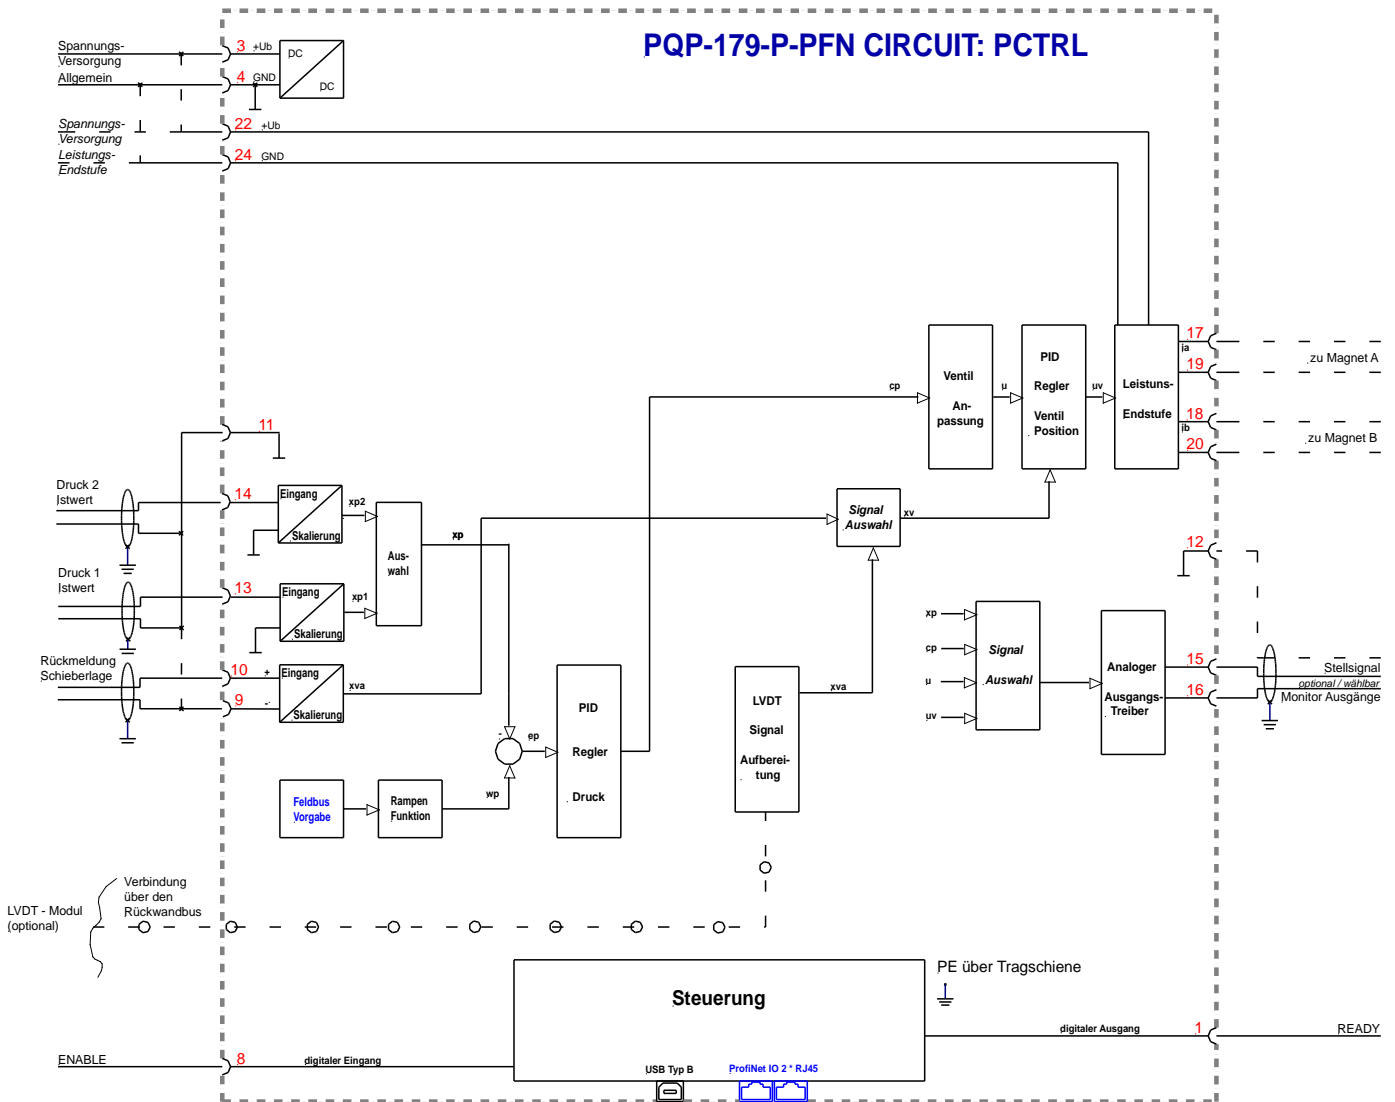 PQP-179-P-PFN CIRCUIT: PCTRL
Spannungs-
Versorgung
Allgemein
3
+Ub
4
GND
DC
DC
Spannungs-
Versorgung
Leistungs-
Endstufe
22
+Ub
24
GND
17
ia
19
zu Magnet A
18
ib
20
zu Magnet B
Ventil
An-
passung
µ
PID
Regler
Ventil
Position
µv
Leistuns-
Endstufe
cp
11
Druck 2
Istwert
14
Eingang
Skalierung
xp2
Aus-
wahl
xp
Signal
Auswahl
xv
12
Druck 1
Istwert
13
Eingang
Skalierung
xp1
Rückmeldung
Schieberlage
10
+
9
-
Eingang
Skalierung
xva
xp
cp
µ
µv
Signal
Auswahl
Analoger
Ausgangs-
Treiber
15
16
Stellsignal
optional / wählbar
Monitor Ausgänge
PID
Regler
Druck
-
ep
wp
LVDT
Signal
Aufberei-
tung
xva
Feldbus
Vorgabe
Rampen
Funktion
LVDT - Modul
(optional)
Verbindung
über den
Rückwandbus
Steuerung
PE über Tragschiene
digitaler Ausgang
1
READY
ENABLE
8
digitaler Eingang
USB Typ B
ProfiNet IO 2 * RJ45